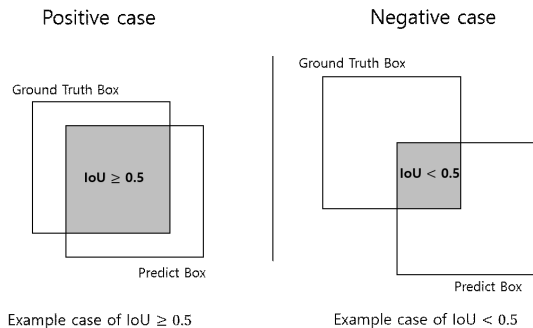 Positive case
Ground Truth Box
IoU ≥ 0.5
Predict Box
Example case of IoU ≥ 0.5
Negative case
Ground Truth Box
IoU < 0.5
Predict Box
Example case of IoU < 0.5